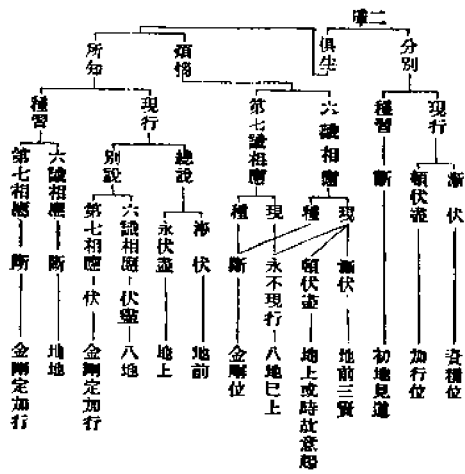 二障
分別
現行
漸伏
資糧位
頓伏盡
加行位
種習
斷
初地見道
俱生
煩惱
六識相應
現
漸伏
地前三賢
頓伏盡
地上或時故意起
種
第七識相應
現
永不現行
八地已上
種
斷
金剛位
所知
現行
總說
漸伏
地前
永伏盡
地上
別說
六識相應
伏盡
八地
第七相應
伏
金剛定加行
種習
六識相應
斷
地地
第七相應
斷
金剛定加行